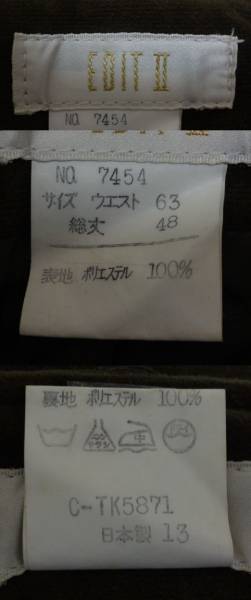 EDIT II
NO. 7454
NO. 7454
サイズ ウエスト 63
総丈 48
表地 ポリエステル 100%
裏地 ポリエステル 100%
C-TK5871
日本製 13